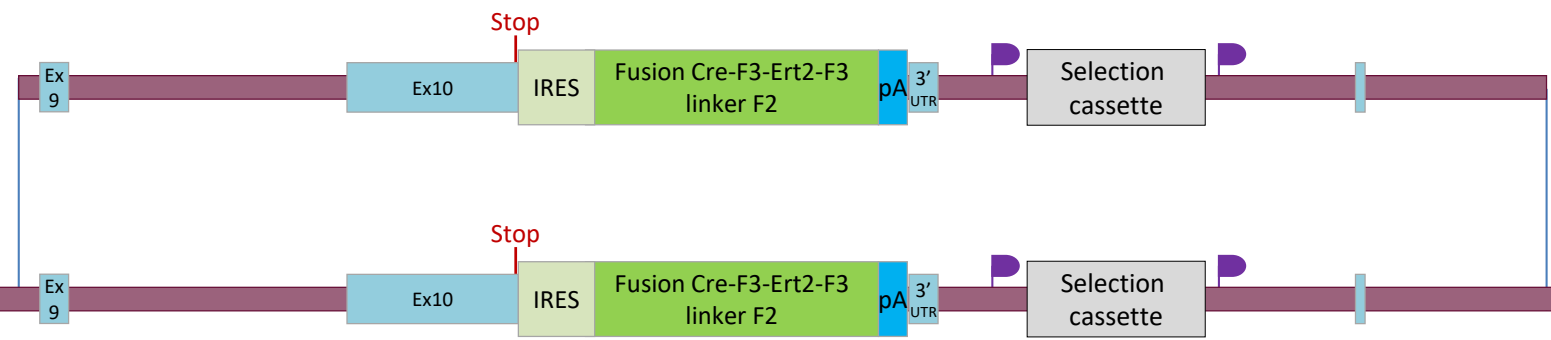 Stop
Ex
9
Ex10
IRES
Fusion Cre-F3-Ert2-F3
linker F2
pA
3’
UTR
Selection
cassette
Stop
Ex
9
Ex10
IRES
Fusion Cre-F3-Ert2-F3
linker F2
pA
3’
UTR
Selection
cassette